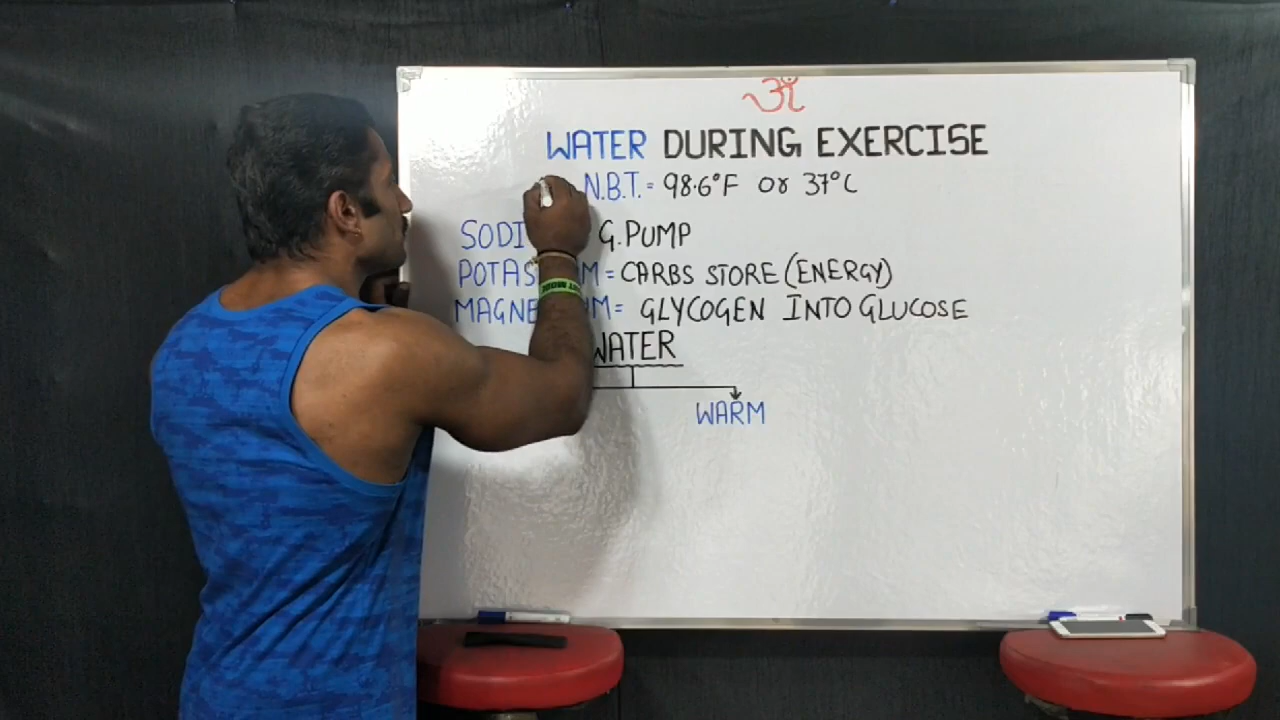 ॐ
WATER DURING EXERCISE
N.B.T. = 98.6°F Or 37°C
SODI G.PUMP
POTAS M = CARBS STORE (ENERGY)
MAGNE M = GLYCOGEN INTO GLUCOSE
WATER
WARM